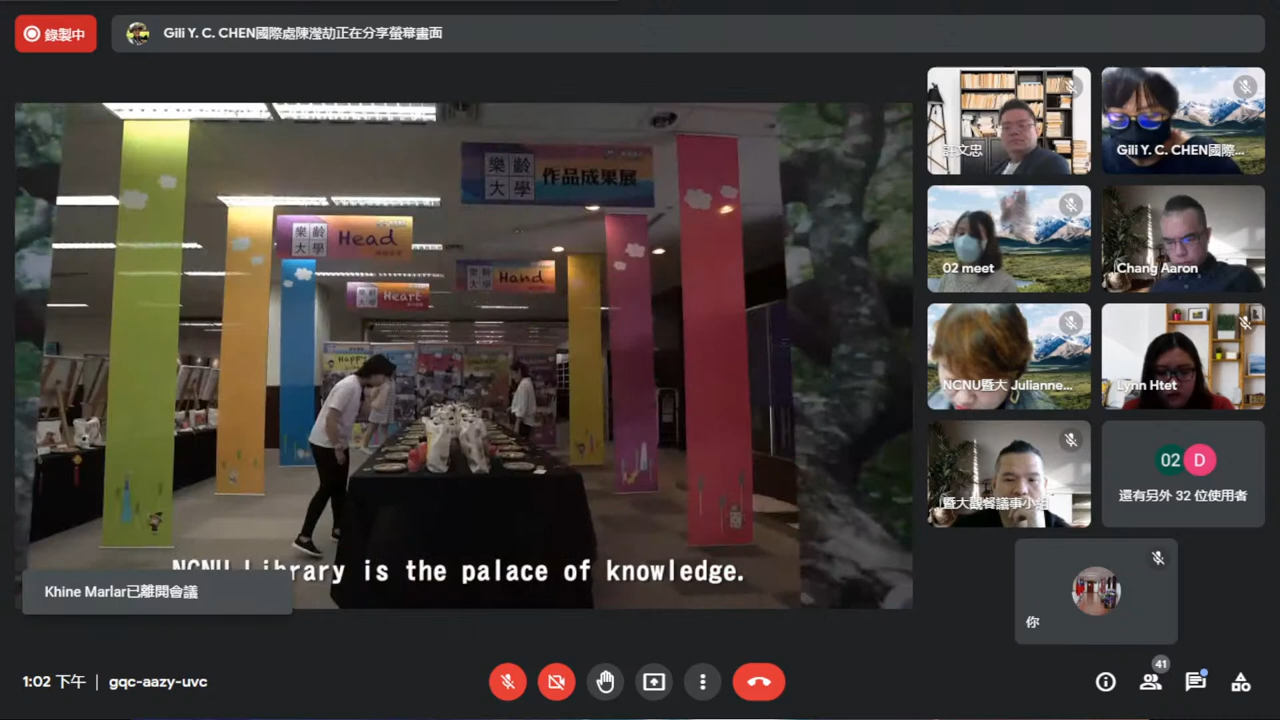 錄製中
Gili Y. C. CHEN國際處陳瀅劼正在分享螢幕畫面
樂齡大學 作品成果展
樂齡大學 Head
樂齡大學 Hand
樂齡大學 Heart
Happy
NCNU Library is the palace of knowledge.
Khine Marlar已離開會議
許文忠
Gili Y. C. CHEN國際...
02 meet
Chang Aaron
NCNU暨大 Julianne...
Lynn Htet
暨大觀餐議事小站
02 D
還有另外 32 位使用者
你
1:02 下午 | gqc-aazy-uvc
41